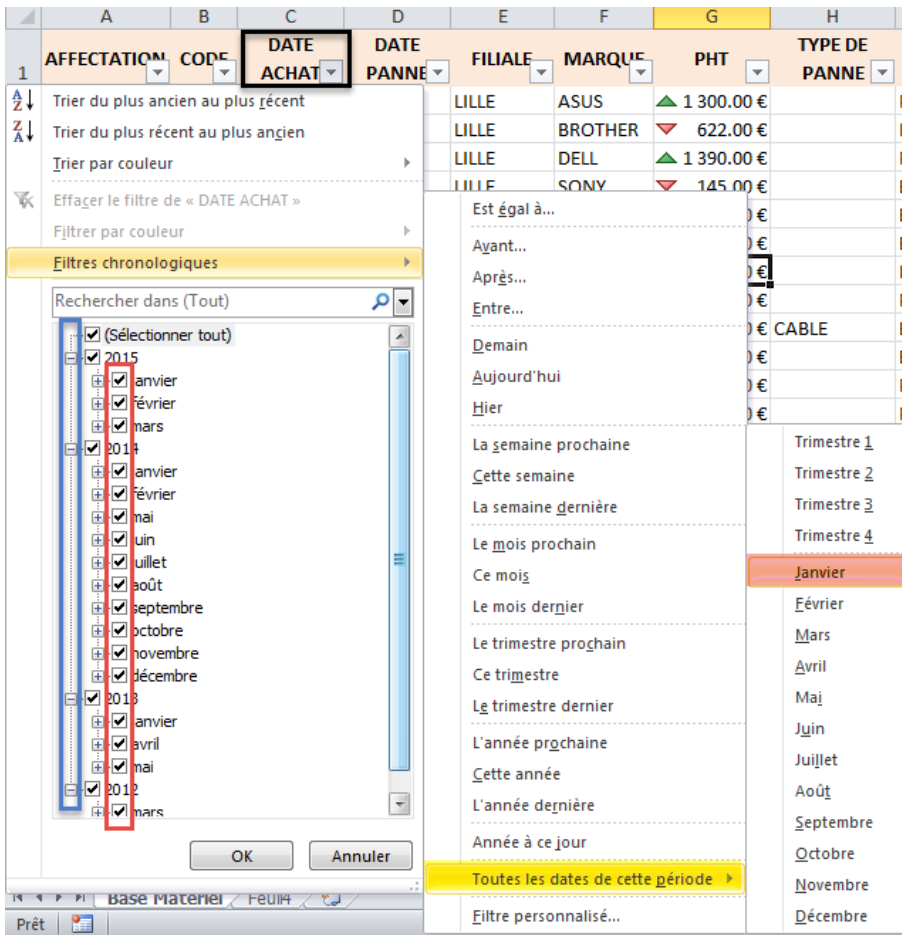 A B C D E F G H
1 AFFECTATION CODE DATE ACHAT DATE PANNE FILIALE MARQUE PHT TYPE DE PANNE
Trier du plus ancien au plus récent
Trier du plus récent au plus ancien
Trier par couleur
Effacer le filtre de « DATE ACHAT »
Filtrer par couleur
Filtres chronologiques
Rechercher dans (Tout)
(Sélectionner tout)
2015
janvier
février
mars
2014
janvier
février
mai
juin
juillet
août
septembre
octobre
novembre
décembre
2013
janvier
avril
mai
2012
mars
OK Annuler
LILLE ASUS 1 300.00 €
LILLE BROTHER 622.00 €
LILLE DELL 1 390.00 €
LILLE SONY 145.00 €
€ CABLE
Est égal à...
Avant...
Après...
Entre...
Demain
Aujourd'hui
Hier
La semaine prochaine
Cette semaine
La semaine dernière
Le mois prochain
Ce mois
Le mois dernier
Le trimestre prochain
Ce trimestre
Le trimestre dernier
L'année prochaine
Cette année
L'année dernière
Année à ce jour
Toutes les dates de cette période
Filtre personnalisé...
Trimestre 1
Trimestre 2
Trimestre 3
Trimestre 4
Janvier
Février
Mars
Avril
Mai
Juin
Juillet
Août
Septembre
Octobre
Novembre
Décembre
Base Matériel Feuil4
Prêt